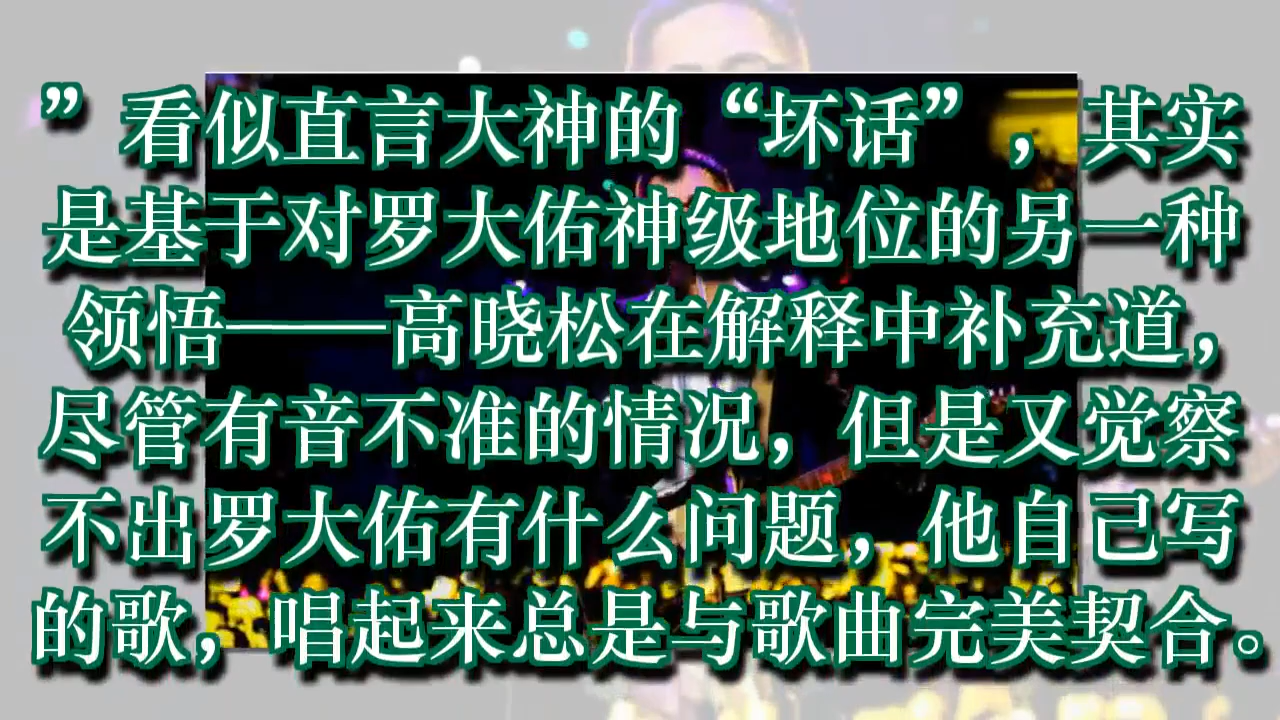 ”看似直言大神的“坏话”，其实
是基于对罗大佑神级地位的另一种
领悟——高晓松在解释中补充道，
尽管有音不准的情况，但是又觉察
不出罗大佑有什么问题，他自己写
的歌，唱起来总是与歌曲完美契合。